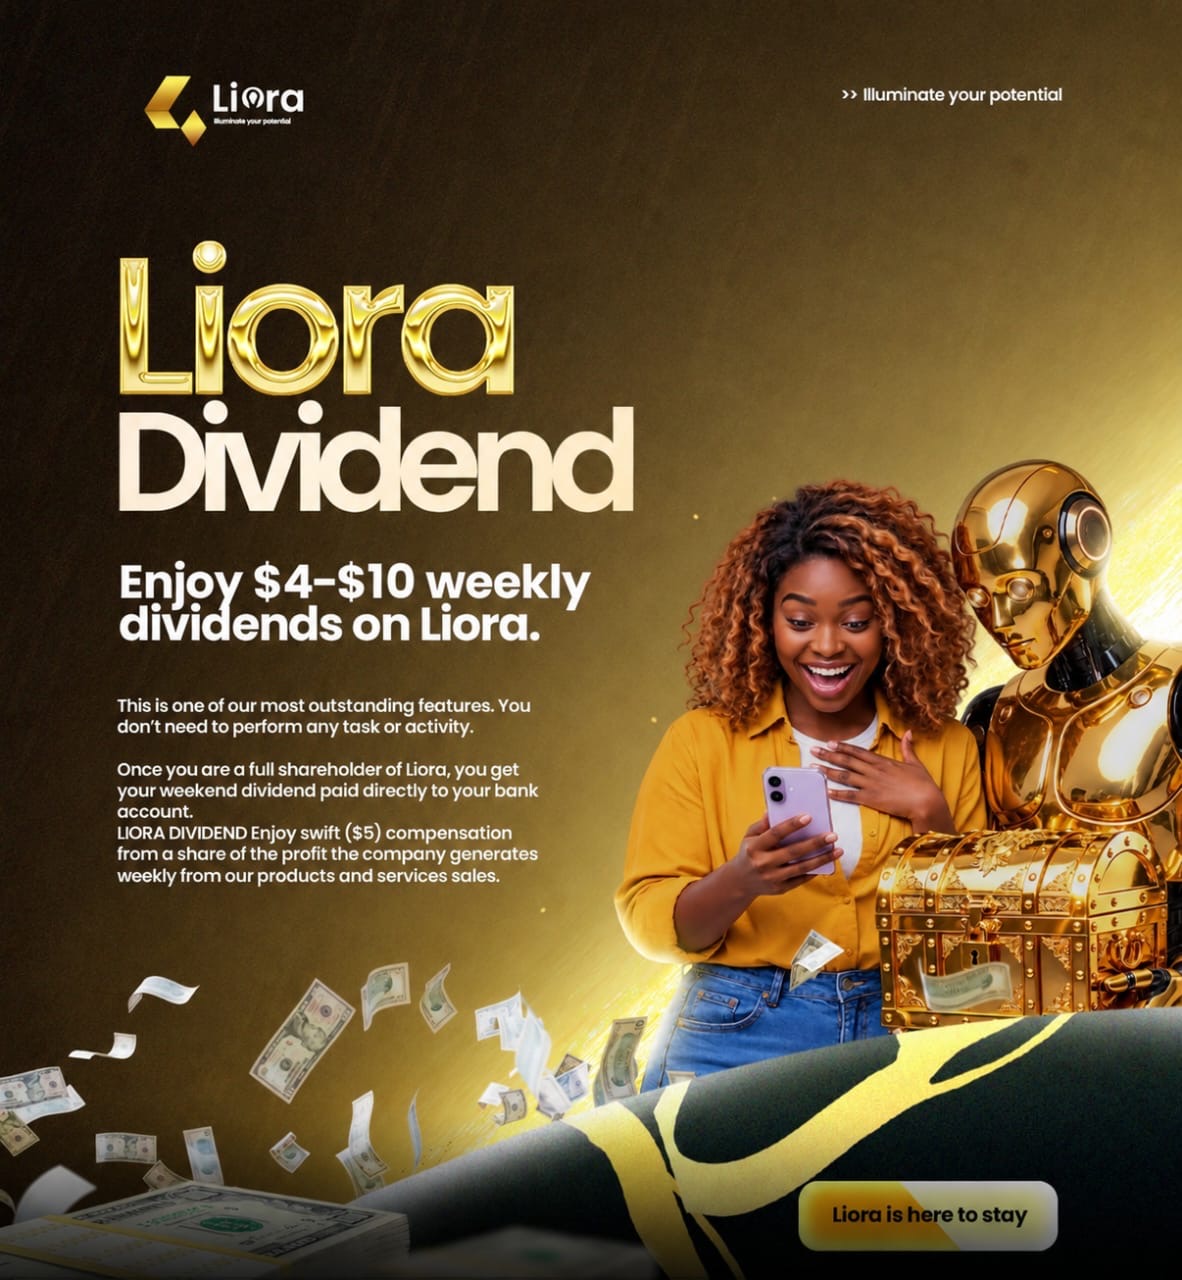 Liora
Illuminate your potential
>> Illuminate your potential
Liora
Dividend
Enjoy $4-$10 weekly
dividends on Liora.
This is one of our most outstanding features. You
don't need to perform any task or activity.
Once you are a full shareholder of Liora, you get
your weekend dividend paid directly to your bank
account.
LIORA DIVIDEND Enjoy swift ($5) compensation
from a share of the profit the company generates
weekly from our products and services sales.
Liora is here to stay